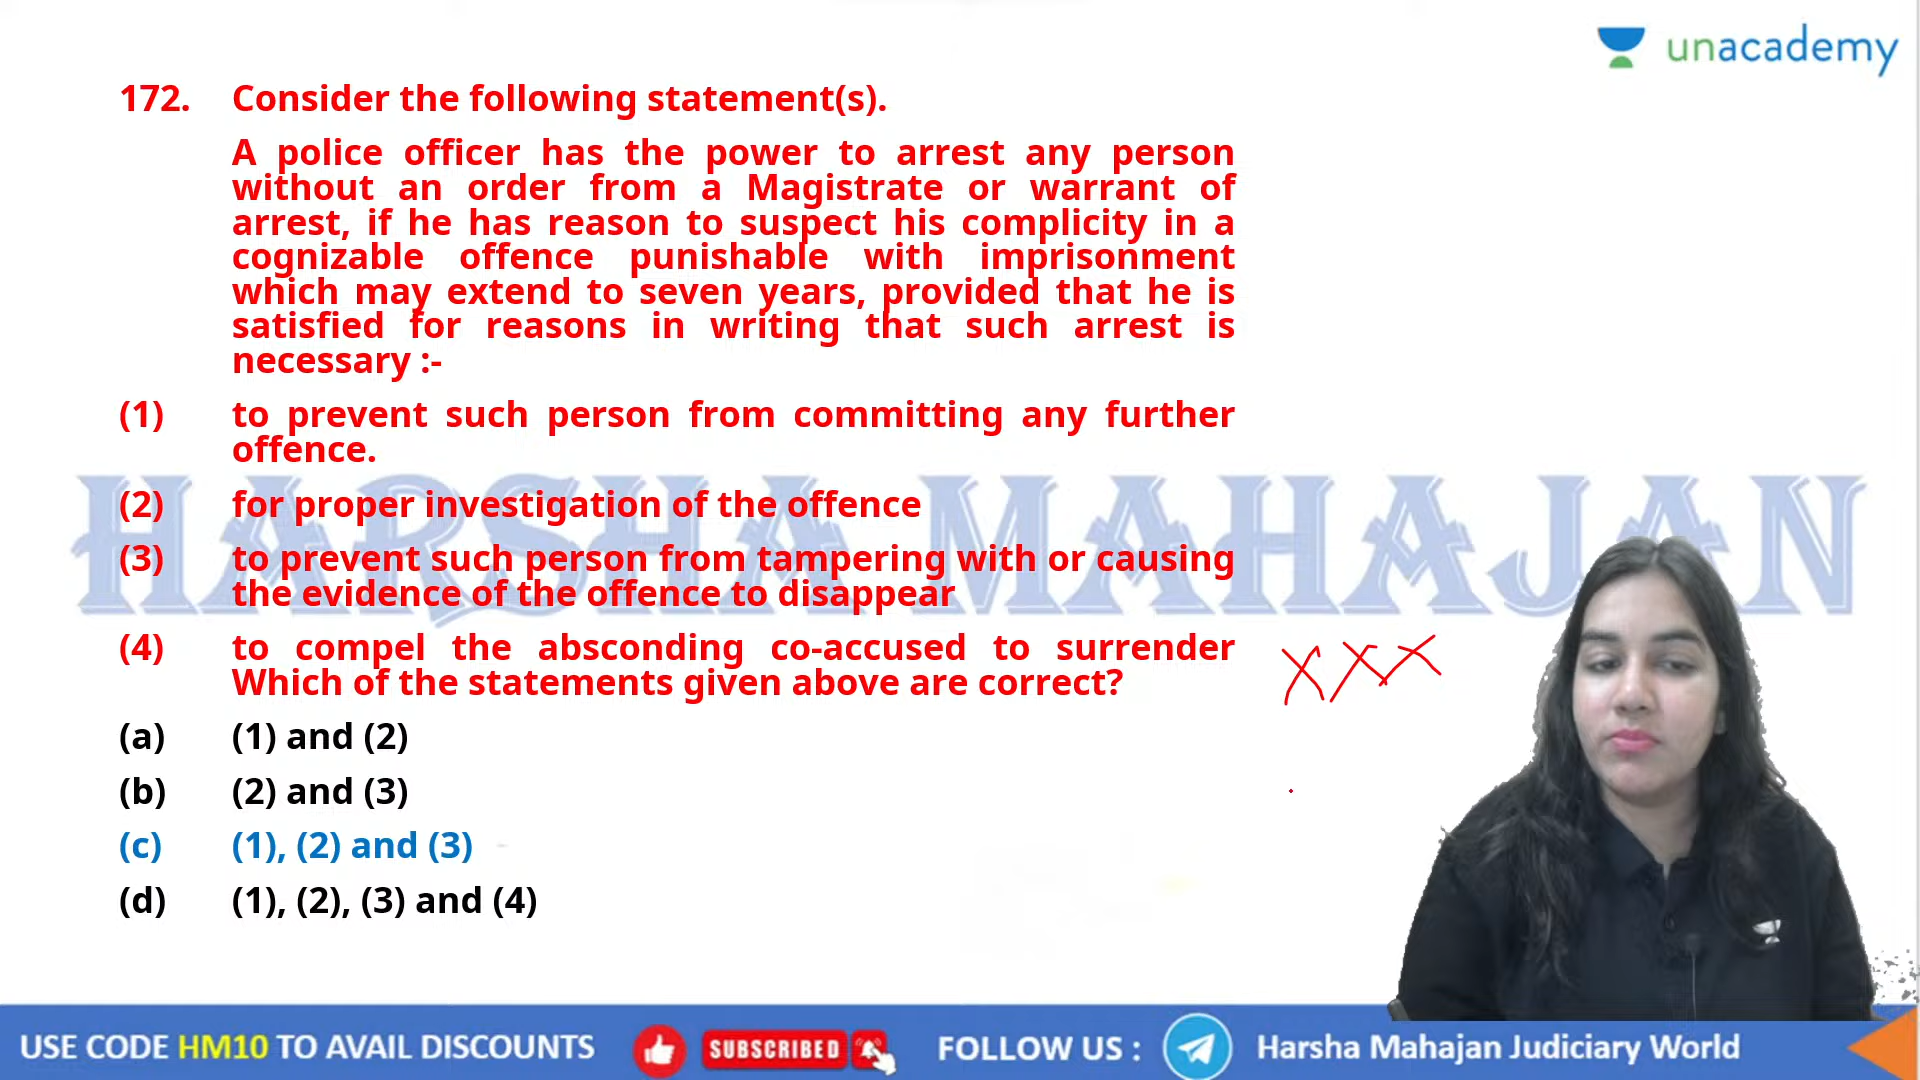 unacademy
172. Consider the following statement(s).
A police officer has the power to arrest any person
without an order from a Magistrate or warrant of
arrest, if he has reason to suspect his complicity in a
cognizable offence punishable with imprisonment
which may extend to seven years, provided that he is
satisfied for reasons in writing that such arrest is
necessary :-
(1) to prevent such person from committing any further
offence.
(2) for proper investigation of the offence
(3) to prevent such person from tampering with or causing
the evidence of the offence to disappear
(4) to compel the absconding co-accused to surrender
Which of the statements given above are correct?
XXX
(a) (1) and (2)
(b) (2) and (3)
(c) (1), (2) and (3)
(d) (1), (2), (3) and (4)
HARSHA MAHAJAN
USE CODE HM10 TO AVAIL DISCOUNTS
SUBSCRIBED
FOLLOW US :
Harsha Mahajan Judiciary World